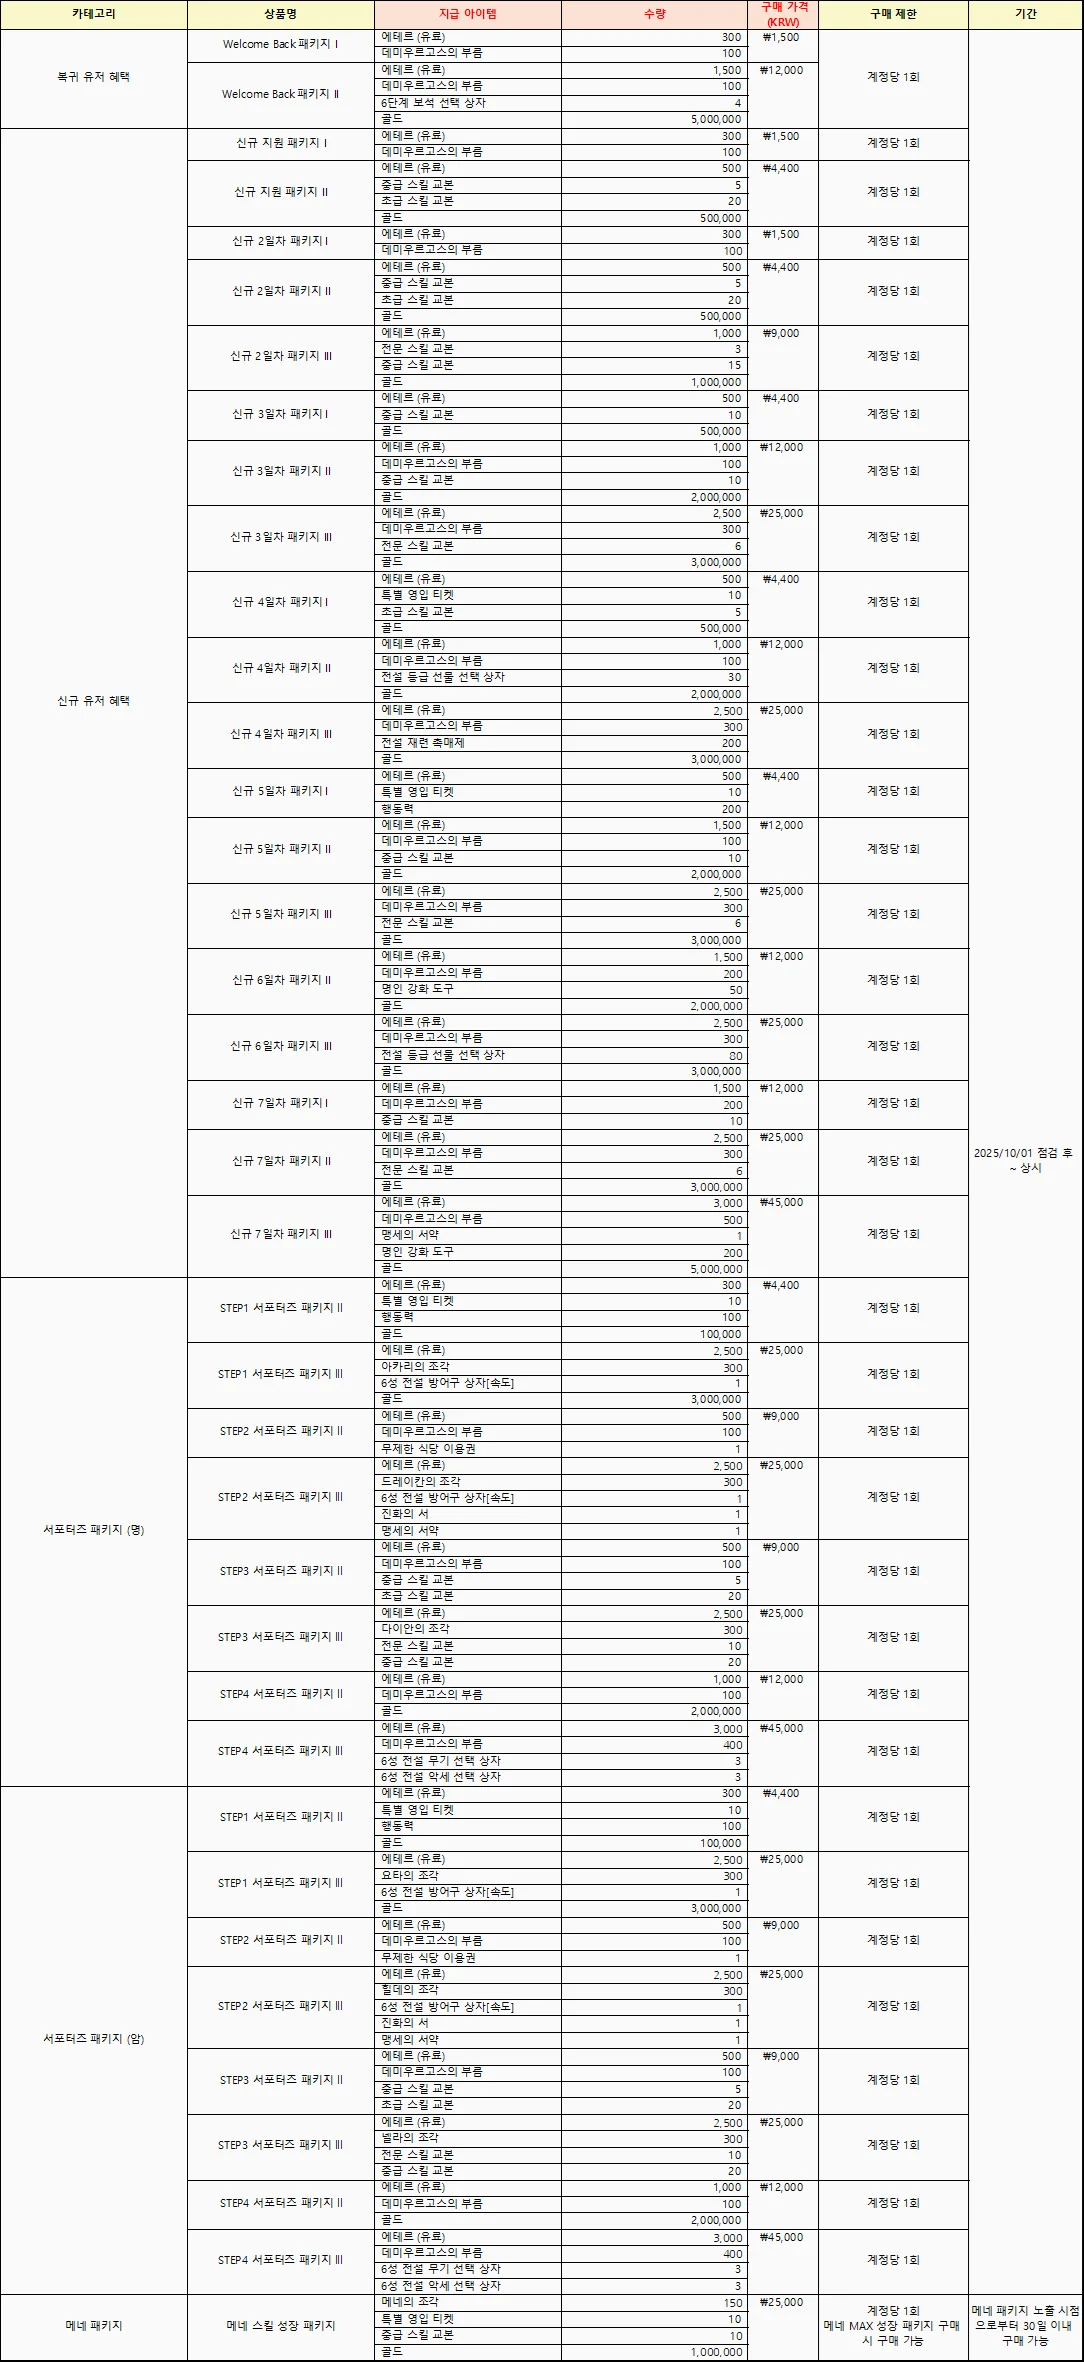 카테고리 상품명 지급 아이템 수량 구매 가격 (KRW) 구매 제한 기간
복귀 유저 혜택
Welcome Back 패키지 I
에테르 (유료) 300 ₩1,500
데미우르고스의 부름 100
계정당 1회
Welcome Back 패키지 II
에테르 (유료) 1,500 ₩12,000
데미우르고스의 부름 100
6단계 보석 선택 상자 4
골드 5,000,000
신규 유저 혜택
신규 지원 패키지 I
에테르 (유료) 300 ₩1,500
데미우르고스의 부름 100
계정당 1회
신규 지원 패키지 II
에테르 (유료) 500 ₩4,400
중급 스킬 교본 5
초급 스킬 교본 20
골드 500,000
계정당 1회
신규 2일차 패키지 I
에테르 (유료) 300 ₩1,500
데미우르고스의 부름 100
계정당 1회
신규 2일차 패키지 II
에테르 (유료) 500 ₩4,400
중급 스킬 교본 5
초급 스킬 교본 20
골드 500,000
계정당 1회
신규 2일차 패키지 III
에테르 (유료) 1,000 ₩9,000
전문 스킬 교본 3
중급 스킬 교본 15
골드 1,000,000
계정당 1회
신규 3일차 패키지 I
에테르 (유료) 500 ₩4,400
중급 스킬 교본 10
골드 500,000
계정당 1회
신규 3일차 패키지 II
에테르 (유료) 1,000 ₩12,000
데미우르고스의 부름 100
중급 스킬 교본 10
골드 2,000,000
계정당 1회
신규 3일차 패키지 III
에테르 (유료) 2,500 ₩25,000
데미우르고스의 부름 300
전문 스킬 교본 6
골드 3,000,000
계정당 1회
신규 4일차 패키지 I
에테르 (유료) 500 ₩4,400
특별 영입 티켓 10
초급 스킬 교본 5
골드 500,000
계정당 1회
신규 4일차 패키지 II
에테르 (유료) 1,000 ₩12,000
데미우르고스의 부름 100
전설 등급 선물 선택 상자 30
골드 2,000,000
계정당 1회
신규 4일차 패키지 III
에테르 (유료) 2,500 ₩25,000
데미우르고스의 부름 300
전설 재련 촉매제 200
골드 3,000,000
계정당 1회
신규 5일차 패키지 I
에테르 (유료) 500 ₩4,400
특별 영입 티켓 10
행동력 200
계정당 1회
신규 5일차 패키지 II
에테르 (유료) 1,500 ₩12,000
데미우르고스의 부름 100
중급 스킬 교본 10
골드 2,000,000
계정당 1회
신규 5일차 패키지 III
에테르 (유료) 2,500 ₩25,000
데미우르고스의 부름 300
전문 스킬 교본 6
골드 3,000,000
계정당 1회
신규 6일차 패키지 II
에테르 (유료) 1,500 ₩12,000
데미우르고스의 부름 200
명인 강화 도구 50
골드 2,000,000
계정당 1회
신규 6일차 패키지 III
에테르 (유료) 2,500 ₩25,000
데미우르고스의 부름 300
전설 등급 선물 선택 상자 80
골드 3,000,000
계정당 1회
신규 7일차 패키지 I
에테르 (유료) 1,500 ₩12,000
데미우르고스의 부름 200
중급 스킬 교본 10
계정당 1회
신규 7일차 패키지 II
에테르 (유료) 2,500 ₩25,000
데미우르고스의 부름 300
전문 스킬 교본 6
골드 3,000,000
계정당 1회
2025/10/01 점검 후
~ 상시
신규 7일차 패키지 III
에테르 (유료) 3,000 ₩45,000
데미우르고스의 부름 500
맹세의 서약 1
명인 강화 도구 200
골드 5,000,000
계정당 1회
서포터즈 패키지 (명)
STEP1 서포터즈 패키지 II
에테르 (유료) 300 ₩4,400
특별 영입 티켓 10
행동력 100
골드 100,000
계정당 1회
STEP1 서포터즈 패키지 III
에테르 (유료) 2,500 ₩25,000
아카리의 조각 300
6성 전설 방어구 상자[속도] 1
골드 3,000,000
계정당 1회
STEP2 서포터즈 패키지 II
에테르 (유료) 500 ₩9,000
데미우르고스의 부름 100
무제한 식당 이용권 1
계정당 1회
STEP2 서포터즈 패키지 III
에테르 (유료) 2,500 ₩25,000
드레이칸의 조각 300
6성 전설 방어구 상자[속도] 1
진화의 서 1
맹세의 서약 1
계정당 1회
STEP3 서포터즈 패키지 II
에테르 (유료) 500 ₩9,000
데미우르고스의 부름 100
중급 스킬 교본 5
초급 스킬 교본 20
계정당 1회
STEP3 서포터즈 패키지 III
에테르 (유료) 2,500 ₩25,000
다이안의 조각 300
전문 스킬 교본 10
중급 스킬 교본 20
계정당 1회
STEP4 서포터즈 패키지 II
에테르 (유료) 1,000 ₩12,000
데미우르고스의 부름 100
골드 2,000,000
계정당 1회
STEP4 서포터즈 패키지 III
에테르 (유료) 3,000 ₩45,000
데미우르고스의 부름 400
6성 전설 무기 선택 상자 3
6성 전설 악세 선택 상자 3
계정당 1회
서포터즈 패키지 (암)
STEP1 서포터즈 패키지 II
에테르 (유료) 300 ₩4,400
특별 영입 티켓 10
행동력 100
골드 100,000
계정당 1회
STEP1 서포터즈 패키지 III
에테르 (유료) 2,500 ₩25,000
요타의 조각 300
6성 전설 방어구 상자[속도] 1
골드 3,000,000
계정당 1회
STEP2 서포터즈 패키지 II
에테르 (유료) 500 ₩9,000
데미우르고스의 부름 100
무제한 식당 이용권 1
계정당 1회
STEP2 서포터즈 패키지 III
에테르 (유료) 2,500 ₩25,000
힐데의 조각 300
6성 전설 방어구 상자[속도] 1
진화의 서 1
맹세의 서약 1
계정당 1회
STEP3 서포터즈 패키지 II
에테르 (유료) 500 ₩9,000
데미우르고스의 부름 100
중급 스킬 교본 5
초급 스킬 교본 20
계정당 1회
STEP3 서포터즈 패키지 III
에테르 (유료) 2,500 ₩25,000
넬라의 조각 300
전문 스킬 교본 10
중급 스킬 교본 20
계정당 1회
STEP4 서포터즈 패키지 II
에테르 (유료) 1,000 ₩12,000
데미우르고스의 부름 100
골드 2,000,000
계정당 1회
STEP4 서포터즈 패키지 III
에테르 (유료) 3,000 ₩45,000
데미우르고스의 부름 400
6성 전설 무기 선택 상자 3
6성 전설 악세 선택 상자 3
계정당 1회
메네 패키지
메네 스킬 성장 패키지
메네의 조각 150 ₩25,000
특별 영입 티켓 10
중급 스킬 교본 10
골드 1,000,000
계정당 1회
메네 MAX 성장 패키지 구매
시 구매 가능
메네 패키지 노출 시점
으로부터 30일 이내
구매 가능